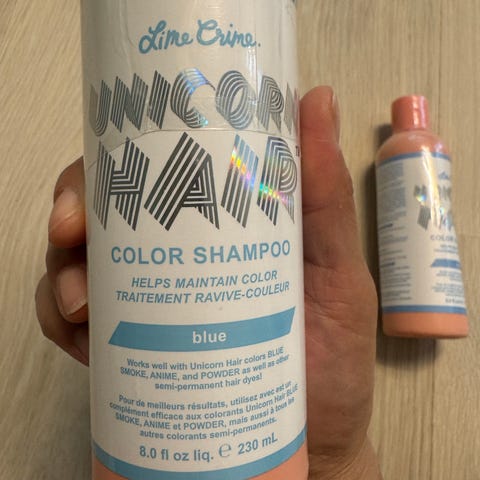 Lime Crime.
UNICORN
HAIR
COLOR SHAMPOO
HELPS MAINTAIN COLOR
TRAITEMENT RAVIVE-COULEUR
blue
Works well with Unicorn Hair colors BLUE
SMOKE, ANIME, and POWDER as well as other
semi-permanent hair dyes!
Pour de meilleurs résultats, utilisez avec est un
complément efficace aux colorants Unicorn Hair BLUE
SMOKE, ANIME et POWDER, mais aussi à tous les
autres colorants semi-permanents.
8.0 fl oz liq. ℮ 230 mL